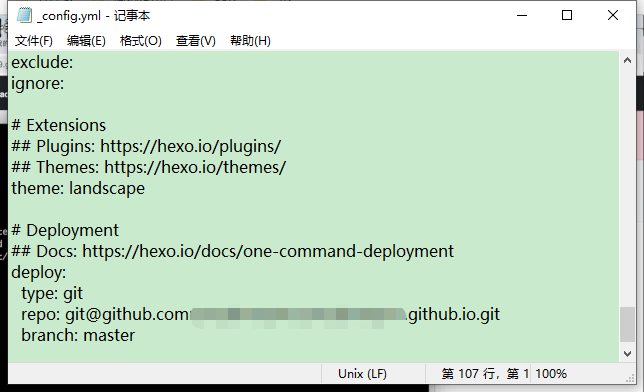 _config.yml - 记事本
文件(F) 编辑(E) 格式(O) 查看(V) 帮助(H)
exclude:
ignore:
# Extensions
## Plugins: https://hexo.io/plugins/
## Themes: https://hexo.io/themes/
theme: landscape
# Deployment
## Docs: https://hexo.io/docs/one-command-deployment
deploy:
type: git
repo: git@github.com github.io.git
branch: master
Unix (LF) 第 107 行，第 1 100%